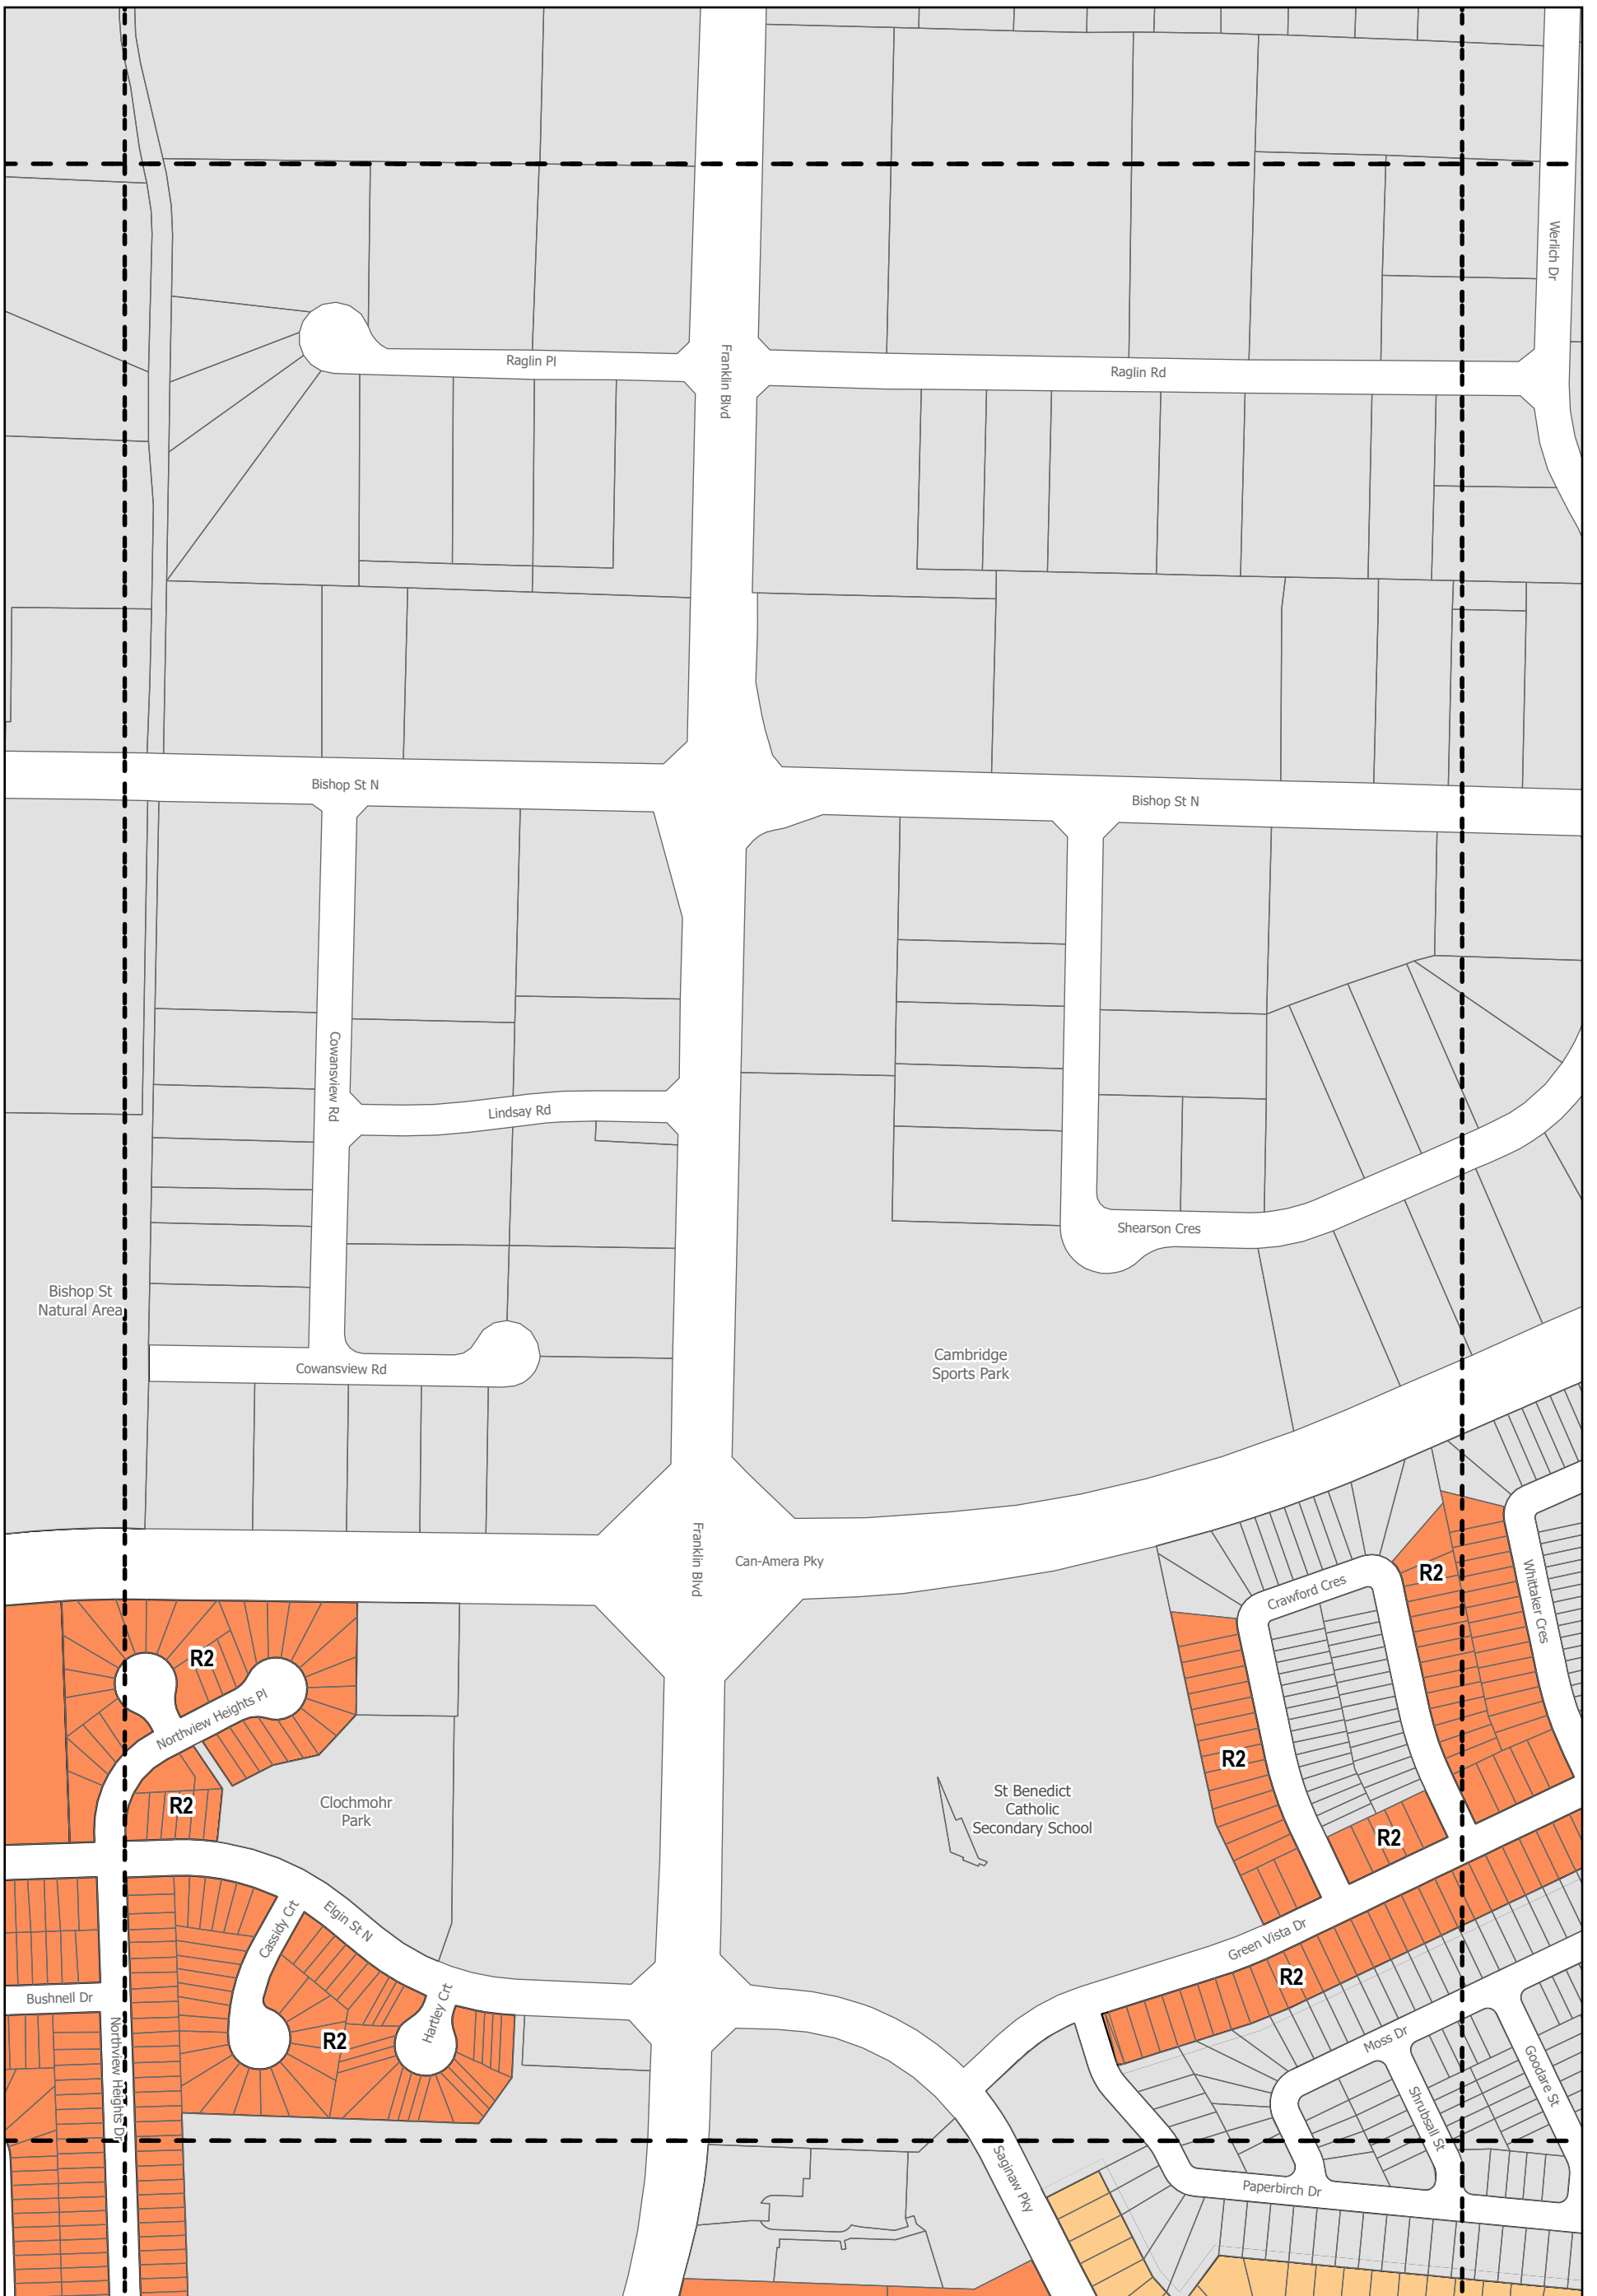 Werlich Dr
Raglin Pl
Franklin Blvd
Raglin Rd
Bishop St N
Bishop St N
Cowansview Rd
Lindsay Rd
Shearson Cres
Bishop St
Natural Area
Cambridge
Sports Park
Cowansview Rd
Franklin Blvd
Can-Amera Pky
R2
Crawford Cres
Whittaker Cres
R2
Northview Heights Pl
R2
R2
Clochmohr
Park
St Benedict
Catholic
Secondary School
R2
Cassidy Crt
Elgin St N
Green Vista Dr
R2
Bushnell Dr
Hartley Crt
R2
Northview Heights Dr
Moss Dr
Goodare St
Shrubsall St
Saginaw Pky
Paperbirch Dr